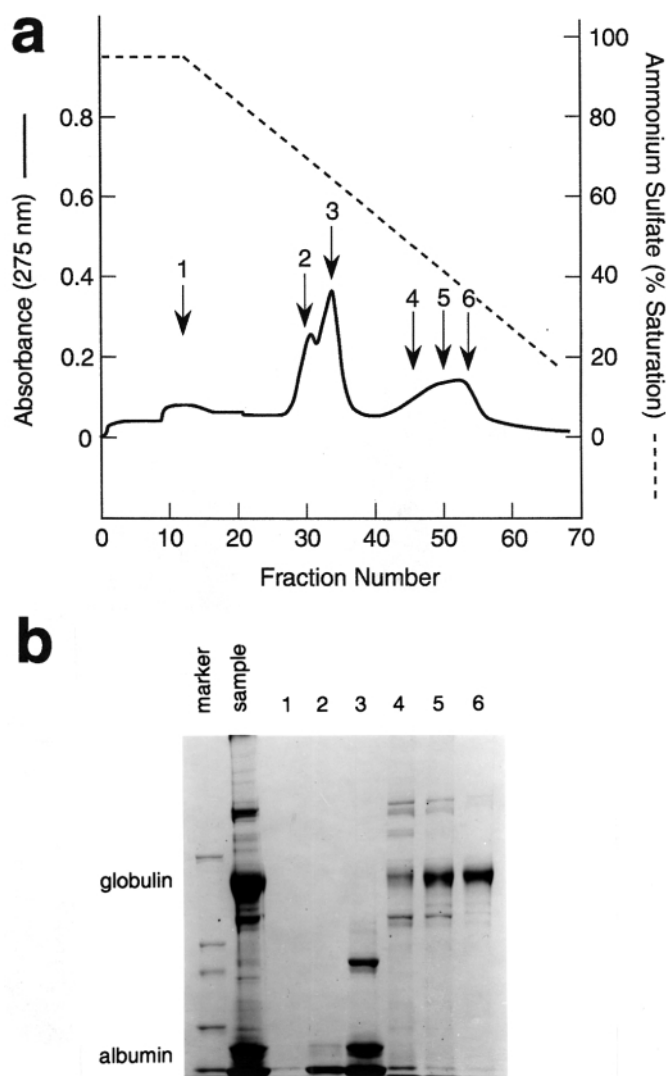 a
Absorbance (275 nm)
0.8
0.6
0.4
0.2
0
1
2
3
4
5
6
100
80
60
40
20
0
Ammonium Sulfate (% Saturation)
0 10 20 30 40 50 60 70
Fraction Number
b
marker sample 1 2 3 4 5 6
globulin
albumin